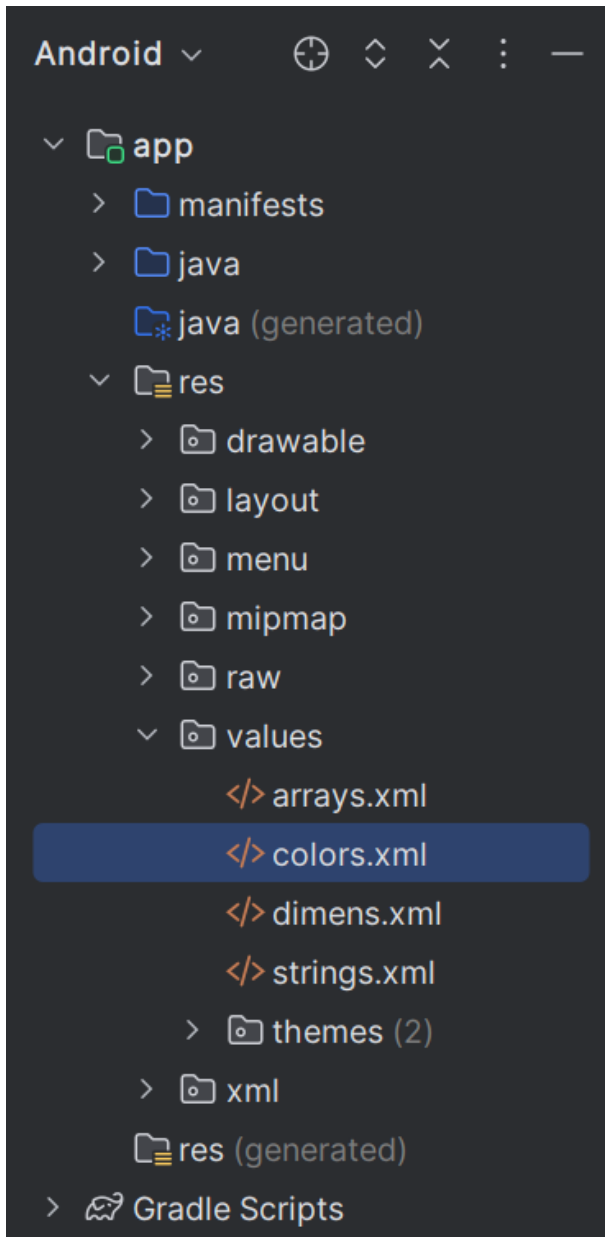 Android
app
manifests
java
java (generated)
res
drawable
layout
menu
mipmap
raw
values
</> arrays.xml
</> colors.xml
</> dimens.xml
</> strings.xml
themes (2)
xml
res (generated)
Gradle Scripts